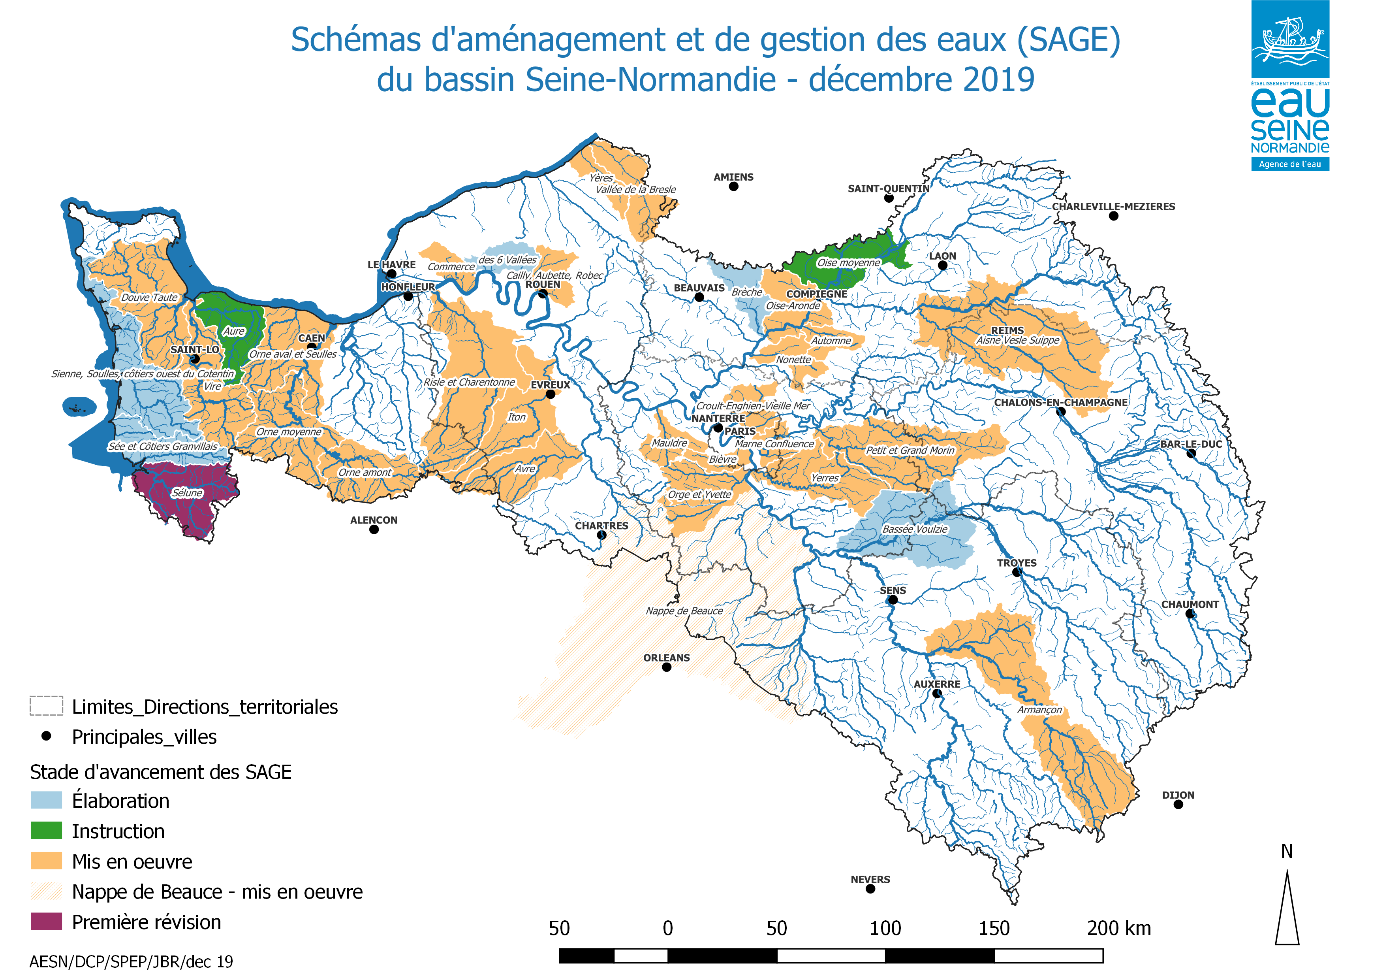 Schémas d'aménagement et de gestion des eaux (SAGE)
du bassin Seine-Normandie - décembre 2019
ÉTABLISSEMENT PUBLIC DE L'ÉTAT
eau
SEINE
NORMANDIE
Agence de l'eau
AMIENS
SAINT-QUENTIN
CHARLEVILLE-MEZIERES
Yères
Vallée de la Bresle
LAON
Oise moyenne
LE HAVRE
Commerce
des 6 Vallées
Cailly, Aubette, Robec
ROUEN
HONFLEUR
BEAUVAIS
Brèche
COMPIEGNE
Oise-Aronde
Douve Taute
Aure
CAEN
SAINT-LO
Orne aval et Seulles
REIMS
Aisne Vesle Suippe
Automne
Nonette
Sienne, Soulles, côtiers ouest du Cotentin
Vire
Risle et Charentonne
EVREUX
Iton
Croult-Enghien-Vieille Mer
CHALONS-EN-CHAMPAGNE
NANTERRE
PARIS
Orne moyenne
Sée et Côtiers Granvillais
Mauldre
Marne Confluence
Bièvre
Petit et Grand Morin
BAR-LE-DUC
Orne amont
Avre
Yerres
Sélune
Orge et Yvette
ALENCON
CHARTRES
Bassée Voulzie
TROYES
SENS
CHAUMONT
Nappe de Beauce
ORLEANS
AUXERRE
Armançon
DIJON
NEVERS
Limites_Directions_territoriales
Principales_villes
Stade d'avancement des SAGE
Élaboration
Instruction
Mis en oeuvre
Nappe de Beauce - mis en oeuvre
Première révision
AESN/DCP/SPEP/JBR/dec 19
50 0 50 100 150 200 km
N